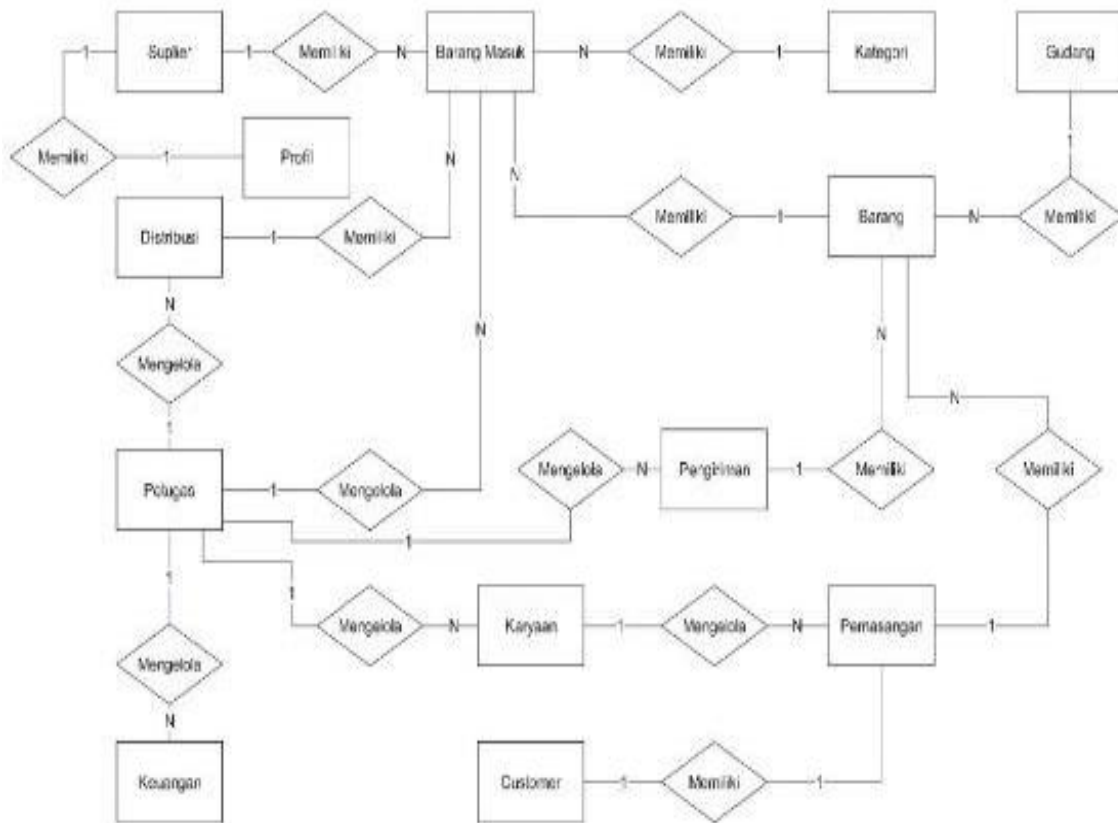 1 Suplier 1 Memiliki N Barang Masuk N Memiliki 1 Kategori Gudang
Memiliki 1 Profil N 1
Distribusi 1 Memiliki N Memiliki 1 Barang N Memiliki
N
Mengelola N N N
1
Petugas 1 Mengelola Mengelola N Pengiriman 1 Memiliki Memiliki
1
1 1 Mengelola N Karyaan 1 Mengelola N Pemasangan 1
Mengelola
N
Keuangan Customer 1 Memiliki 1